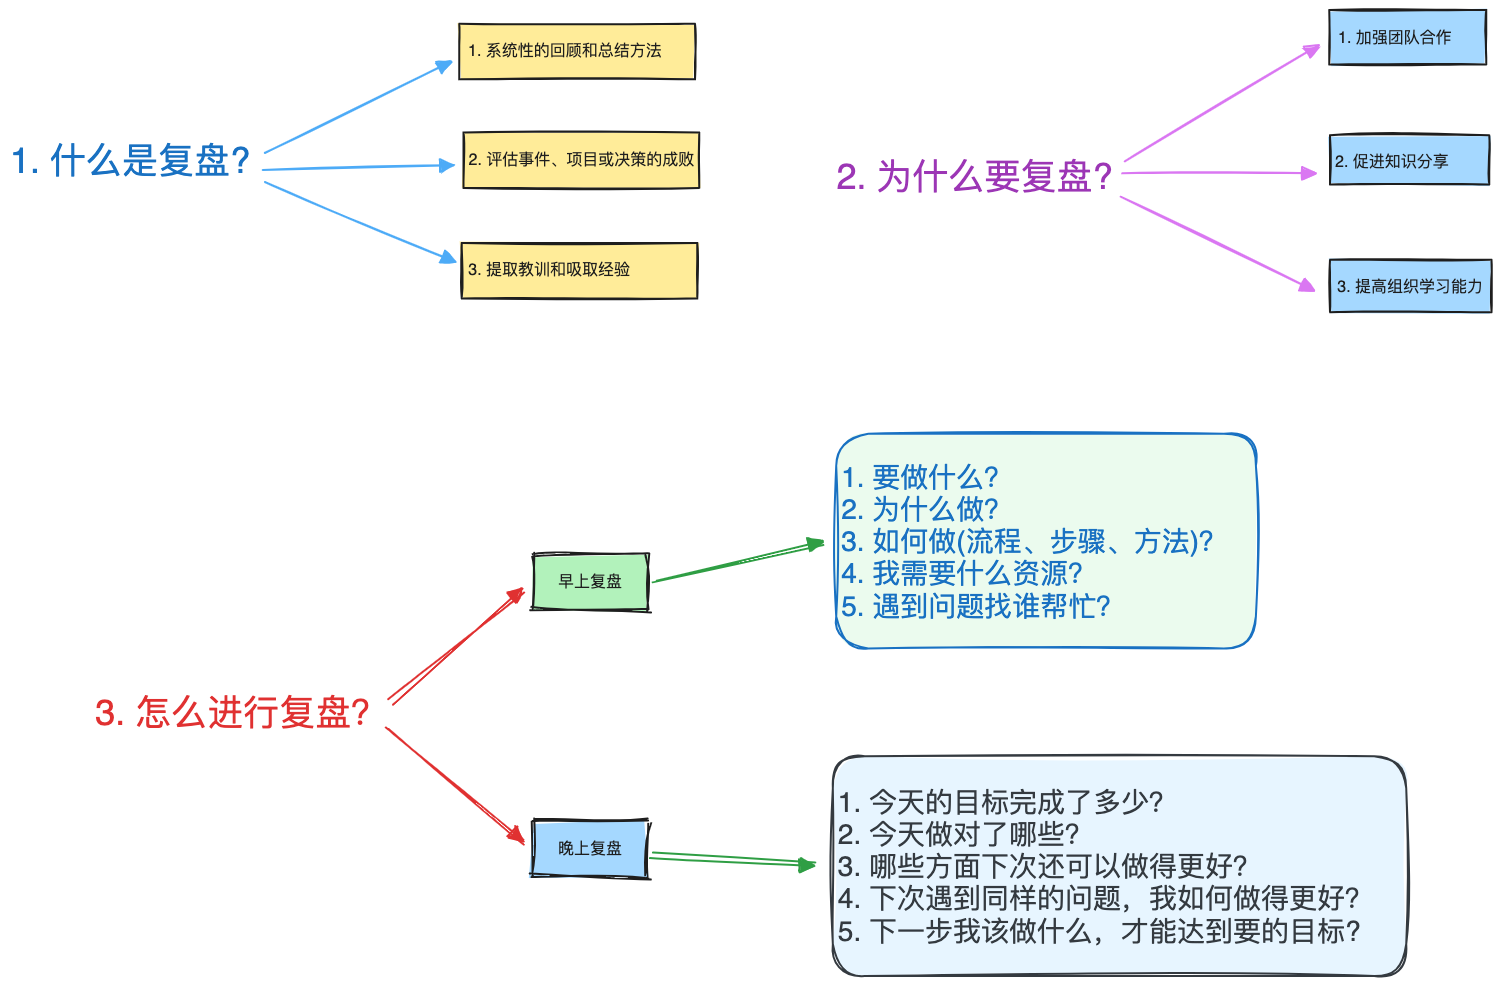 1. 什么是复盘?
1. 系统性的回顾和总结方法
2. 评估事件、项目或决策的成败
3. 提取教训和吸取经验
2. 为什么要复盘?
1. 加强团队合作
2. 促进知识分享
3. 提高组织学习能力
3. 怎么进行复盘?
早上复盘
1. 要做什么?
2. 为什么做?
3. 如何做(流程、步骤、方法)?
4. 我需要什么资源?
5. 遇到问题找谁帮忙?
晚上复盘
1. 今天的目标完成了多少?
2. 今天做对了哪些?
3. 哪些方面下次还可以做得更好?
4. 下次遇到同样的问题，我如何做得更好?
5. 下一步我该做什么，才能达到要的目标?